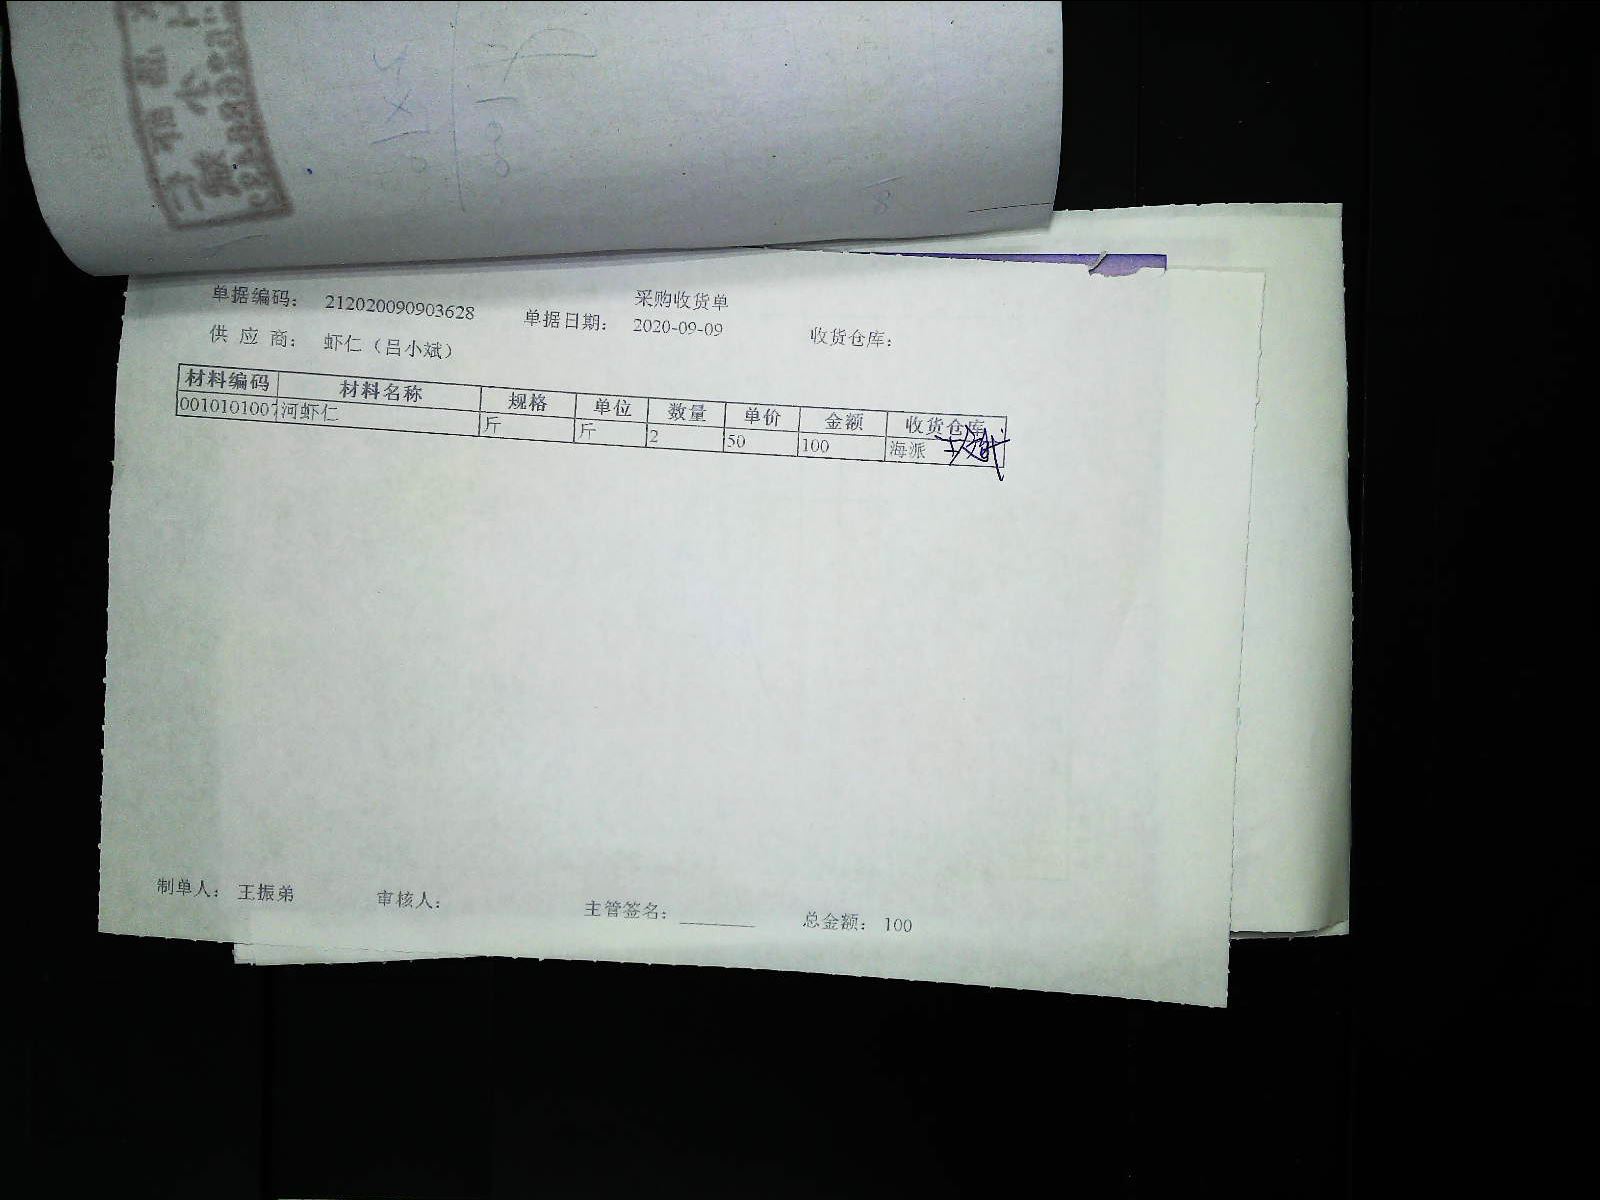 采购收货单
单据编码： 212020090903628 单据日期： 2020-09-09 收货仓库：
供 应 商： 虾仁（吕小斌）
材料编码 材料名称 规格 单位 数量 单价 金额 收货仓库
0010101007 河虾仁 斤 斤 2 50 100 海派
制单人： 王振弟 审核人： 主管签名： 总金额： 100